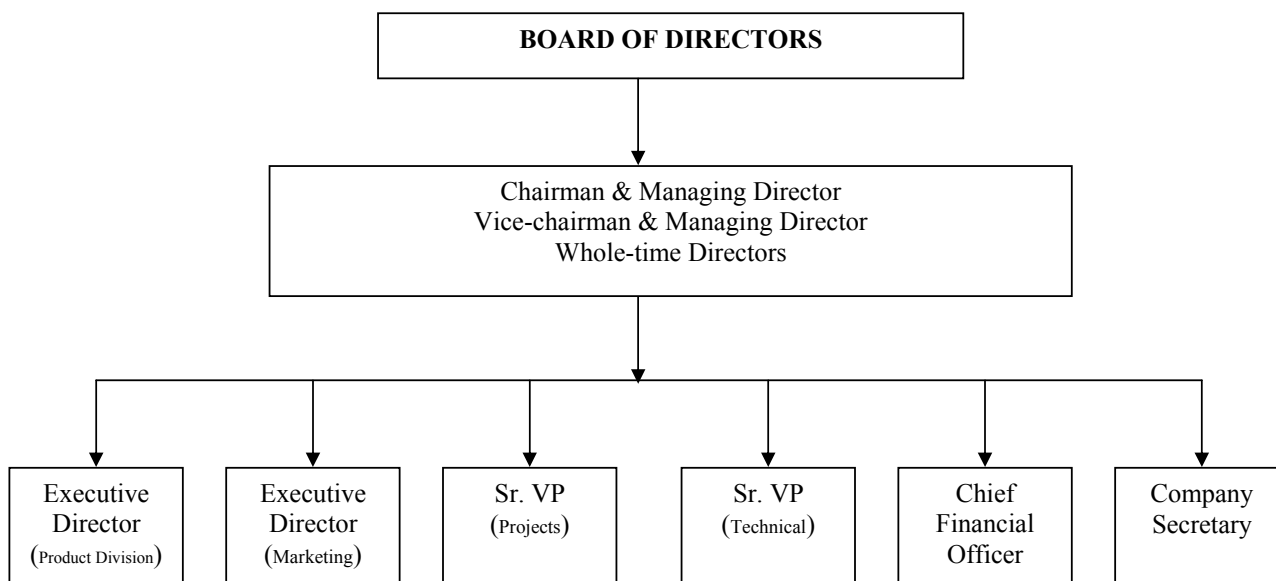 BOARD OF DIRECTORS
Chairman & Managing Director
Vice-chairman & Managing Director
Whole-time Directors
Executive
Director
(Product Division)
Executive
Director
(Marketing)
Sr. VP
(Projects)
Sr. VP
(Technical)
Chief
Financial
Officer
Company
Secretary